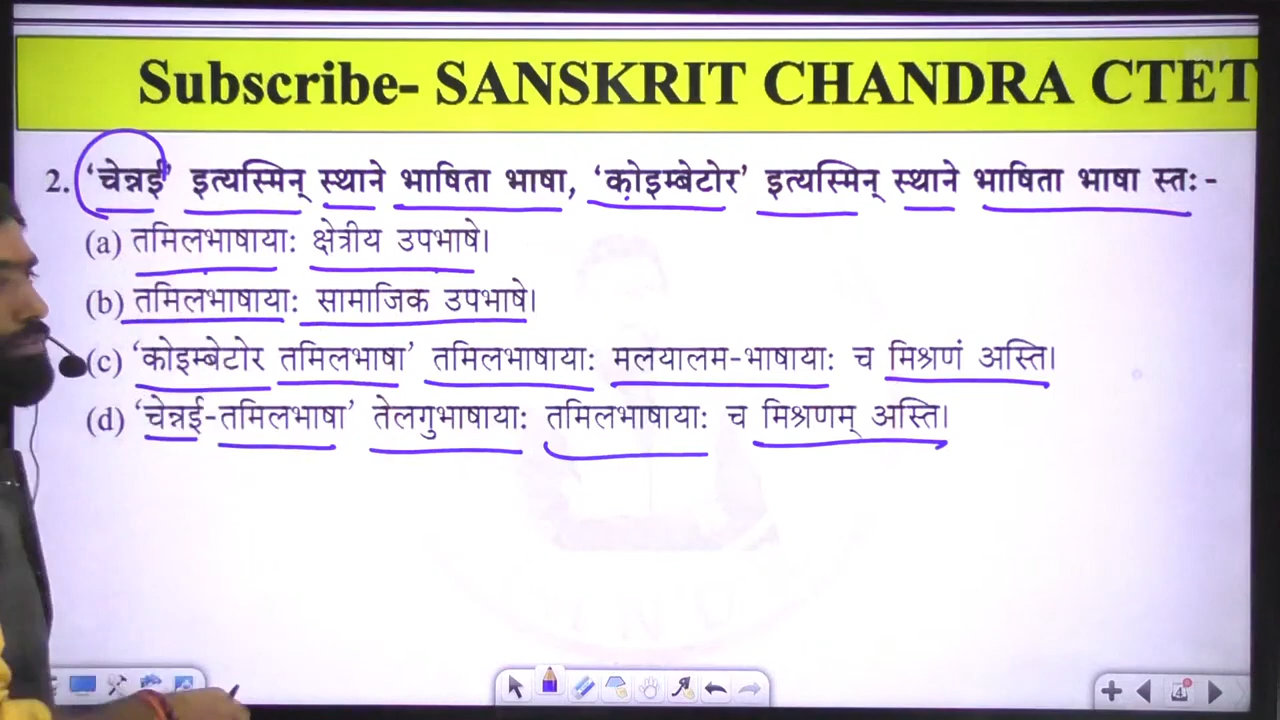 Subscribe- SANSKRIT CHANDRA CTET
2. 'चेन्नई' इत्यस्मिन् स्थाने भाषिता भाषा, 'कोइम्बेटोर' इत्यस्मिन् स्थाने भाषिता भाषा स्तः -
(a) तमिलभाषायाः क्षेत्रीय उपभाषे।
(b) तमिलभाषायाः सामाजिक उपभाषे।
(c) 'कोइम्बेटोर तमिलभाषा' तमिलभाषायाः मलयालम-भाषायाः च मिश्रणं अस्ति।
(d) 'चेन्नई-तमिलभाषा' तेलगुभाषायाः तमिलभाषायाः च मिश्रणम् अस्ति।